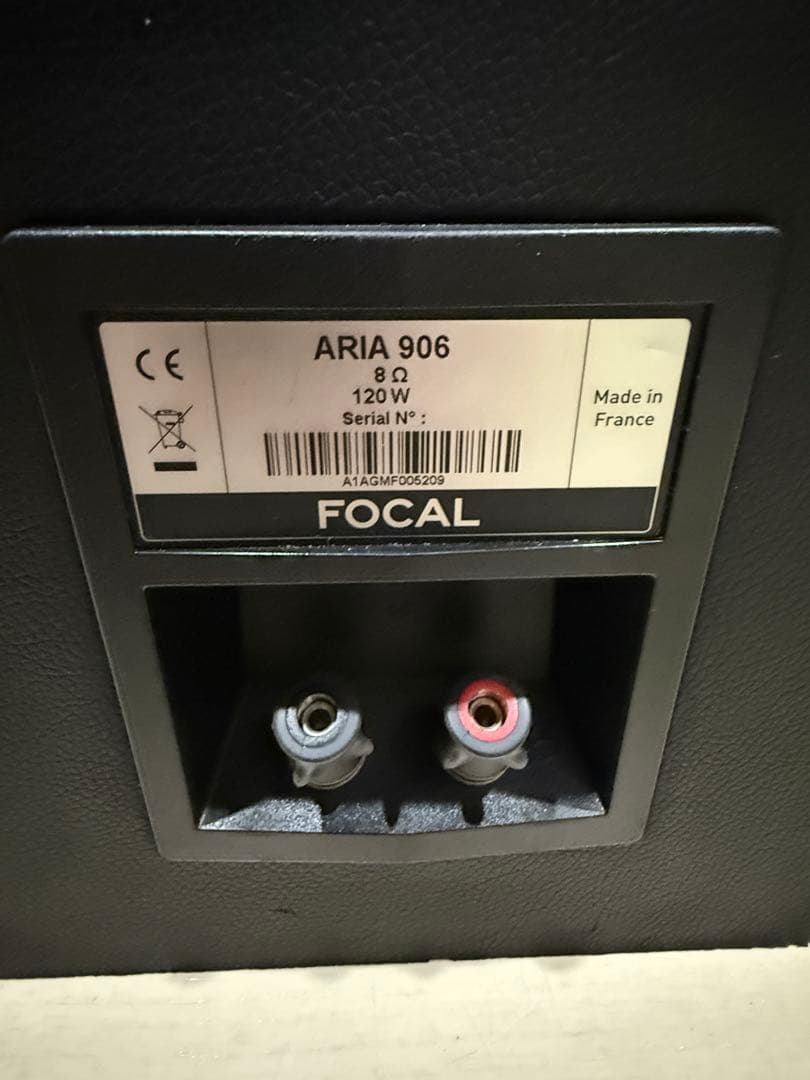 CE
ARIA 906
8 Ω
120 W
Serial N° :
A1AGMF005209
Made in
France
FOCAL